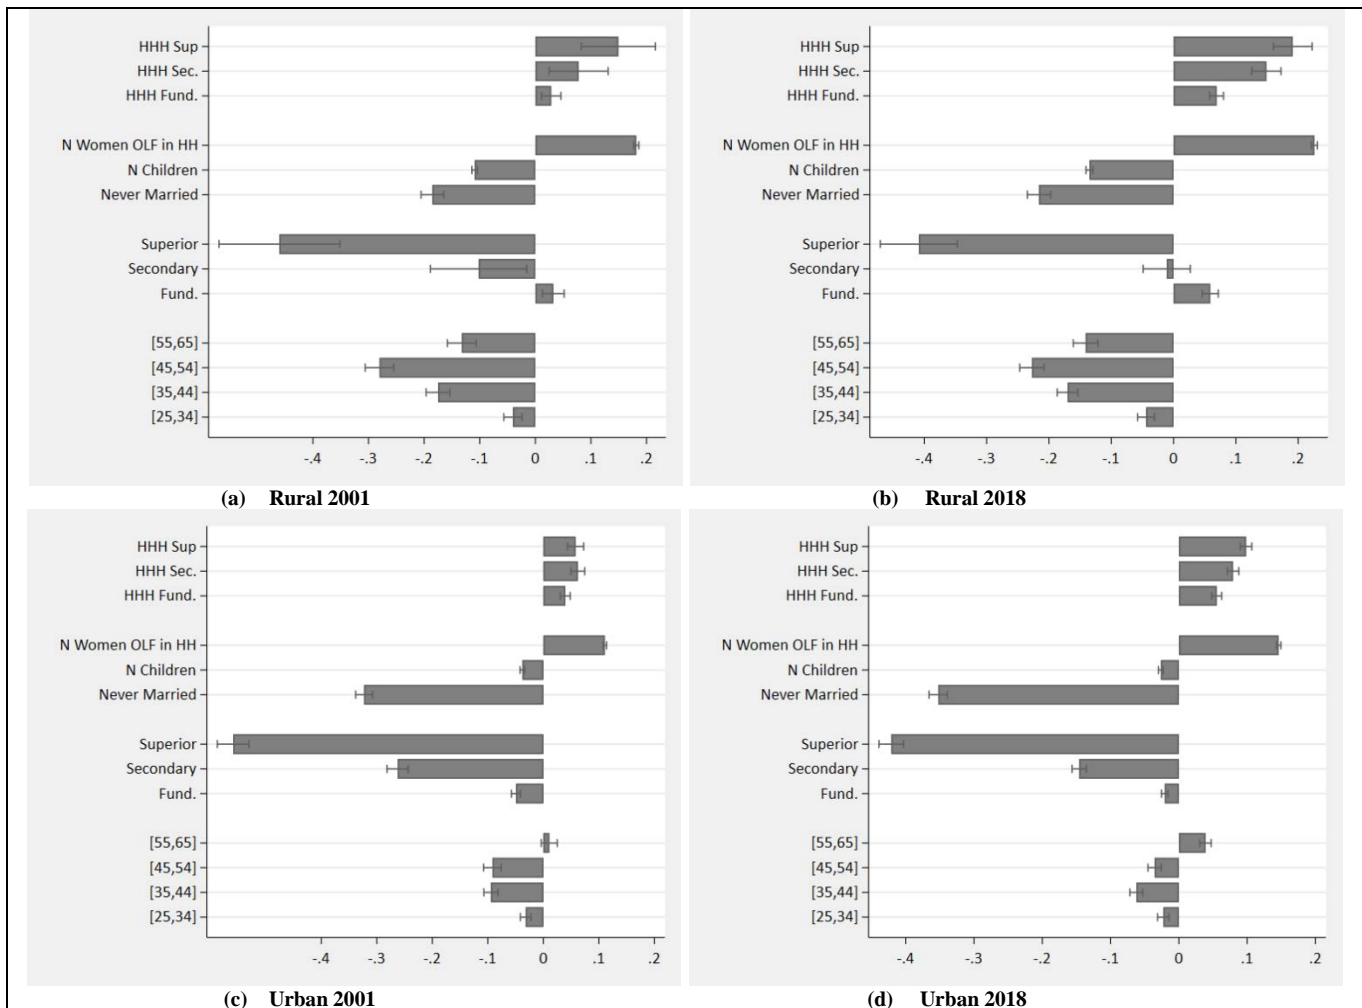 HHH Sup
HHH Sec.
HHH Fund.
N Women OLF in HH
N Children
Never Married
Superior
Secondary
Fund.
[55,65]
[45,54]
[35,44]
[25,34]
-.4 -.3 -.2 -.1 0 .1 .2
(a) Rural 2001
HHH Sup
HHH Sec.
HHH Fund.
N Women OLF in HH
N Children
Never Married
Superior
Secondary
Fund.
[55,65]
[45,54]
[35,44]
[25,34]
-.4 -.3 -.2 -.1 0 .1 .2
(b) Rural 2018
HHH Sup
HHH Sec.
HHH Fund.
N Women OLF in HH
N Children
Never Married
Superior
Secondary
Fund.
[55,65]
[45,54]
[35,44]
[25,34]
-.4 -.3 -.2 -.1 0 .1 .2
(c) Urban 2001
HHH Sup
HHH Sec.
HHH Fund.
N Women OLF in HH
N Children
Never Married
Superior
Secondary
Fund.
[55,65]
[45,54]
[35,44]
[25,34]
-.4 -.3 -.2 -.1 0 .1 .2
(d) Urban 2018